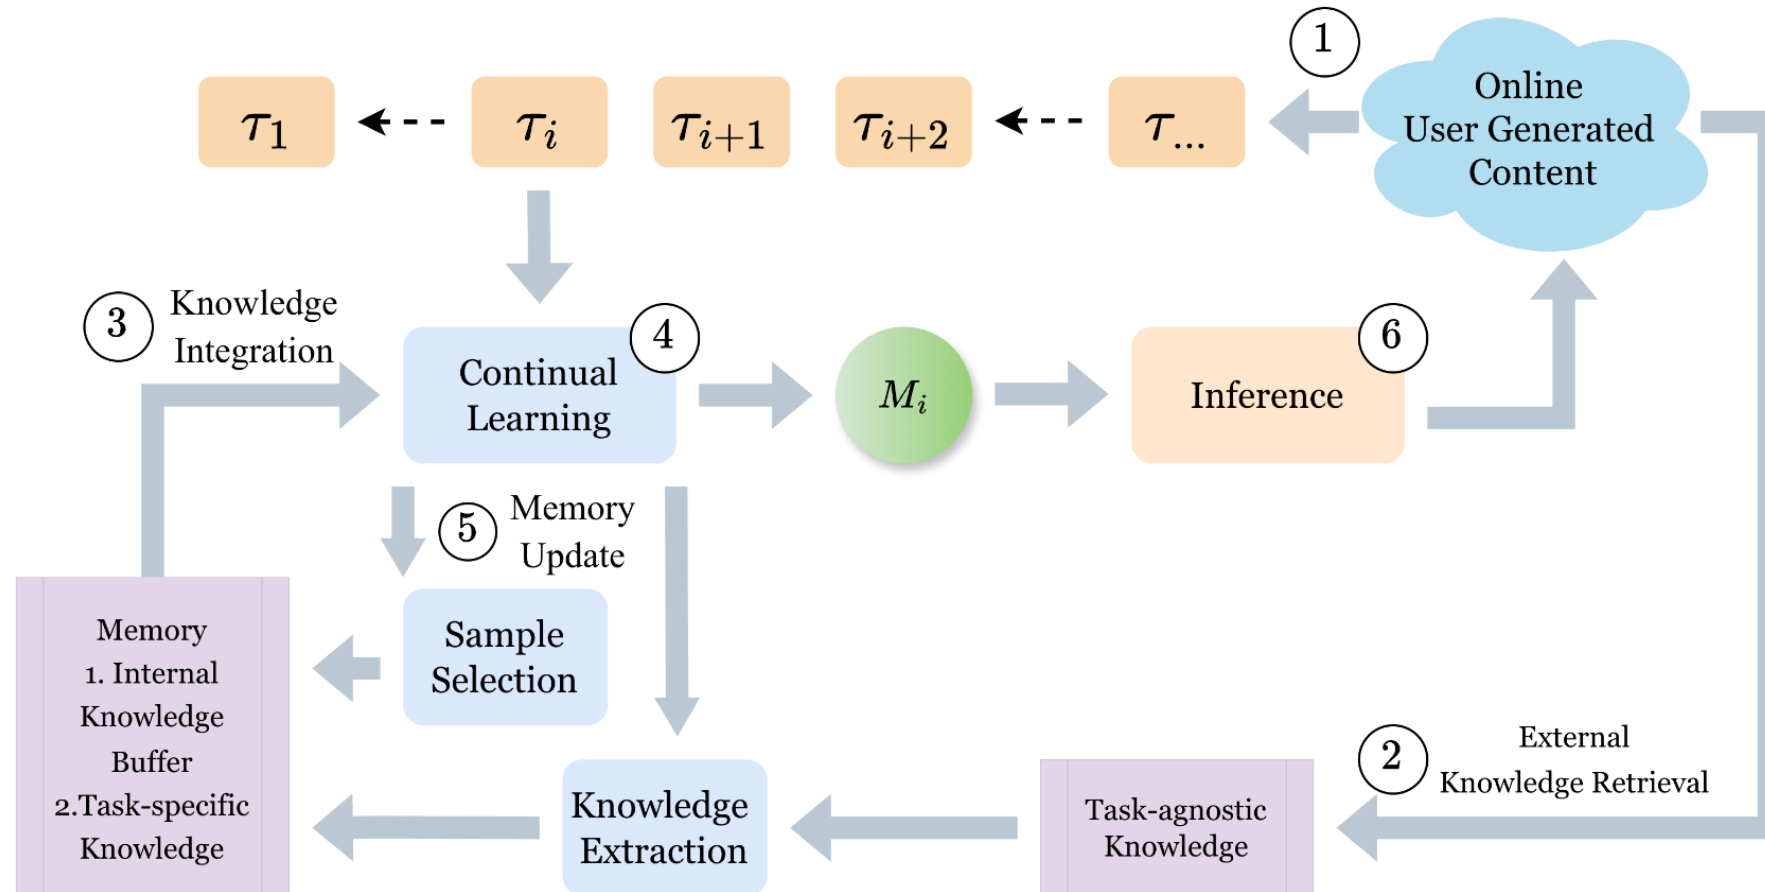 1
Online
User Generated
Content
τ1
τi
τi+1
τi+2
τ...
3
Knowledge
Integration
Continual
Learning
4
Mi
Inference
6
5
Memory
Update
Sample
Selection
Memory
1. Internal
Knowledge
Buffer
2.Task-specific
Knowledge
Knowledge
Extraction
Task-agnostic
Knowledge
2
External
Knowledge Retrieval